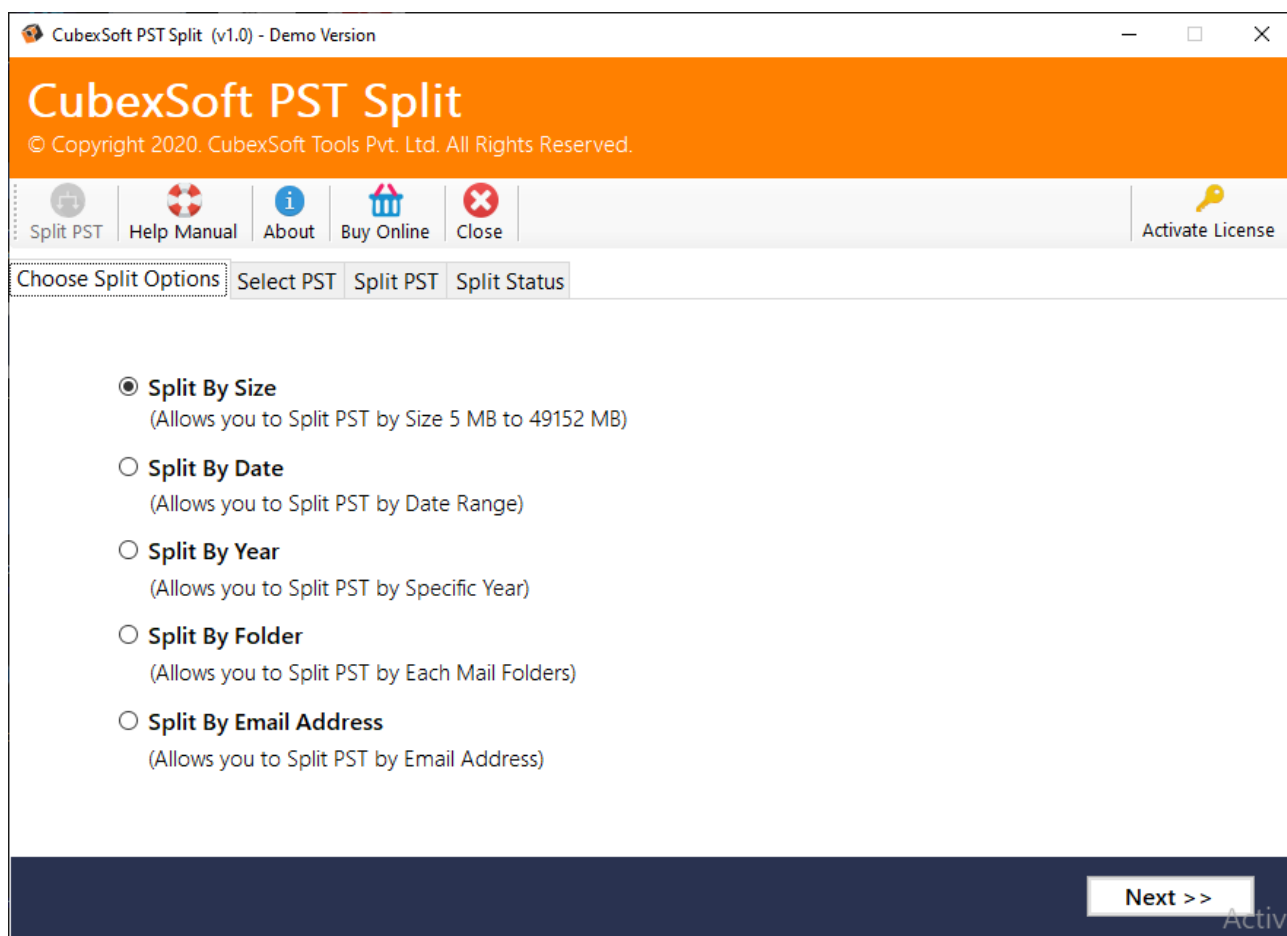 CubexSoft PST Split (v1.0) - Demo Version
CubexSoft PST Split
© Copyright 2020. CubexSoft Tools Pvt. Ltd. All Rights Reserved.
Split PST Help Manual About Buy Online Close Activate License
Choose Split Options Select PST Split PST Split Status
Split By Size
(Allows you to Split PST by Size 5 MB to 49152 MB)
Split By Date
(Allows you to Split PST by Date Range)
Split By Year
(Allows you to Split PST by Specific Year)
Split By Folder
(Allows you to Split PST by Each Mail Folders)
Split By Email Address
(Allows you to Split PST by Email Address)
Next >>
Activ